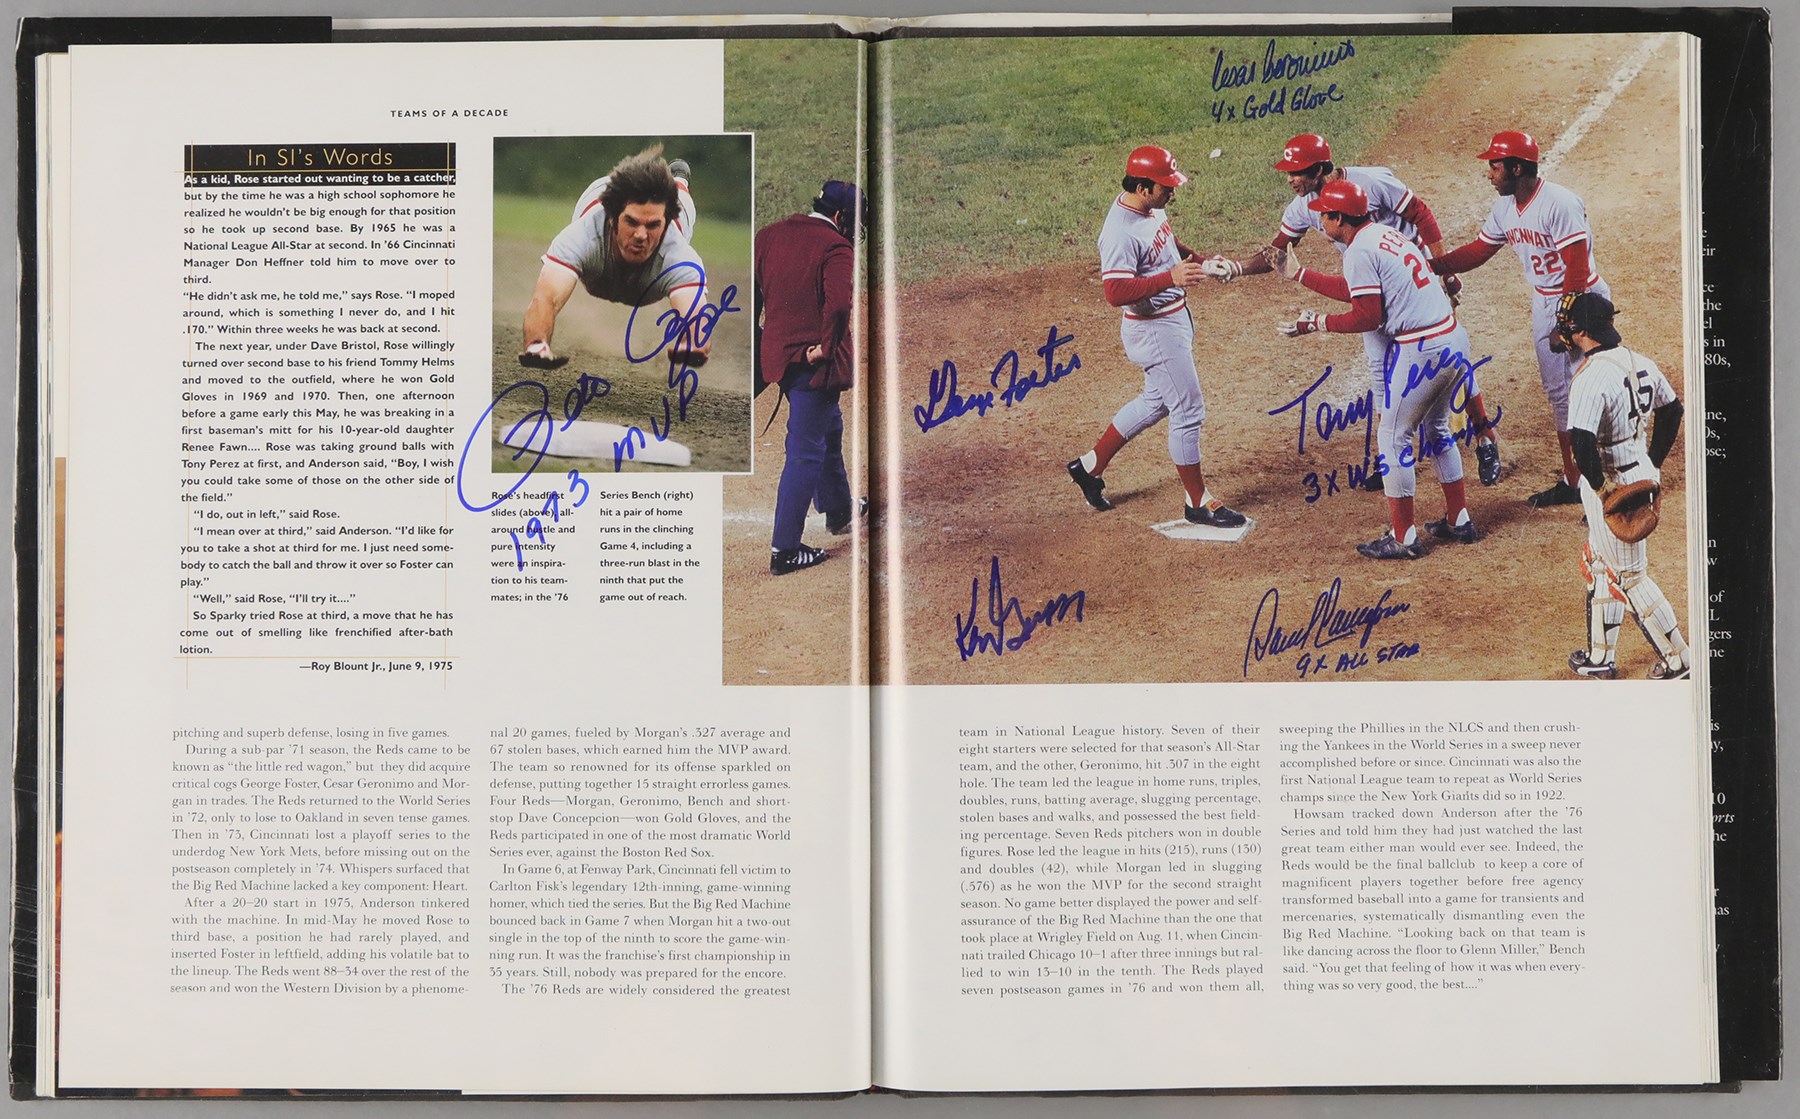 TEAMS OF A DECADE
In SI's Words
As a kid, Rose started out wanting to be a catcher,
but by the time he was a high school sophomore he
realized he wouldn't be big enough for that position
so he took up second base. By 1965 he was a
National League All-Star at second. In '66 Cincinnati
Manager Don Heffner told him to move over to
third.
"He didn't ask me, he told me," says Rose. "I moped
around, which is something I never do, and I hit
.170." Within three weeks he was back at second.
The next year, under Dave Bristol, Rose willingly
turned over second base to his friend Tommy Helms
and moved to the outfield, where he won Gold
Gloves in 1969 and 1970. Then, one afternoon
before a game early this May, he was breaking in a
first baseman's mitt for his 10-year-old daughter
Renee Fawn.... Rose was taking ground balls with
Tony Perez at first, and Anderson said, "Boy, I wish
you could take some of those on the other side of
the field."
"I do, out in left," said Rose.
"I mean over at third," said Anderson. "I'd like for
you to take a shot at third for me. I just need some-
body to catch the ball and throw it over so Foster can
play."
"Well," said Rose, "I'll try it...."
So Sparky tried Rose at third, a move that he has
come out of smelling like frenchified after-bath
lotion.
—Roy Blount Jr., June 9, 1975
Pete Rose
1973 MVP
Rose's headfirst
slides (above), all-
around hustle and
pure intensity
were an inspira-
tion to his team-
mates; in the '76
Series Bench (right)
hit a pair of home
runs in the clinching
Game 4, including a
three-run blast in the
ninth that put the
game out of reach.
pitching and superb defense, losing in five games.
During a sub-par '71 season, the Reds came to be
known as "the little red wagon," but they did acquire
critical cogs George Foster, Cesar Geronimo and Mor-
gan in trades. The Reds returned to the World Series
in '72, only to lose to Oakland in seven tense games.
Then in '73, Cincinnati lost a playoff series to the
underdog New York Mets, before missing out on the
postseason completely in '74. Whispers surfaced that
the Big Red Machine lacked a key component: Heart.
After a 20–20 start in 1975, Anderson tinkered
with the machine. In mid-May he moved Rose to
third base, a position he had rarely played, and
inserted Foster in leftfield, adding his volatile bat to
the lineup. The Reds went 88–34 over the rest of the
season and won the Western Division by a phenome-
nal 20 games, fueled by Morgan's .327 average and
67 stolen bases, which earned him the MVP award.
The team so renowned for its offense sparkled on
defense, putting together 15 straight errorless games.
Four Reds—Morgan, Geronimo, Bench and short-
stop Dave Concepcion—won Gold Gloves, and the
Reds participated in one of the most dramatic World
Series ever, against the Boston Red Sox.
In Game 6, at Fenway Park, Cincinnati fell victim to
Carlton Fisk's legendary 12th-inning, game-winning
homer, which tied the series. But the Big Red Machine
bounced back in Game 7 when Morgan hit a two-out
single in the top of the ninth to score the game-win-
ning run. It was the franchise's first championship in
35 years. Still, nobody was prepared for the encore.
The '76 Reds are widely considered the greatest
Cesar Geronimo
4x Gold Glove
CINCINNATI
PE
2
CINCINNATI
22
15
George Foster
Tony Pérez
3x WS Champ
Ken Griffey
David Concepcion
9x ALL STAR
team in National League history. Seven of their
eight starters were selected for that season's All-Star
team, and the other, Geronimo, hit .307 in the eight
hole. The team led the league in home runs, triples,
doubles, runs, batting average, slugging percentage,
stolen bases and walks, and possessed the best field-
ing percentage. Seven Reds pitchers won in double
figures. Rose led the league in hits (215), runs (130)
and doubles (42), while Morgan led in slugging
(.576) as he won the MVP for the second straight
season. No game better displayed the power and self-
assurance of the Big Red Machine than the one that
took place at Wrigley Field on Aug. 11, when Cincin-
nati trailed Chicago 10–1 after three innings but ral-
lied to win 13–10 in the tenth. The Reds played
seven postseason games in '76 and won them all,
sweeping the Phillies in the NLCS and then crush-
ing the Yankees in the World Series in a sweep never
accomplished before or since. Cincinnati was also the
first National League team to repeat as World Series
champs since the New York Giants did so in 1922.
Howsam tracked down Anderson after the '76
Series and told him they had just watched the last
great team either man would ever see. Indeed, the
Reds would be the final ballclub to keep a core of
magnificent players together before free agency
transformed baseball into a game for transients and
mercenaries, systematically dismantling even the
Big Red Machine. "Looking back on that team is
like dancing across the floor to Glenn Miller," Bench
said. "You get that feeling of how it was when every-
thing was so very good, the best...."